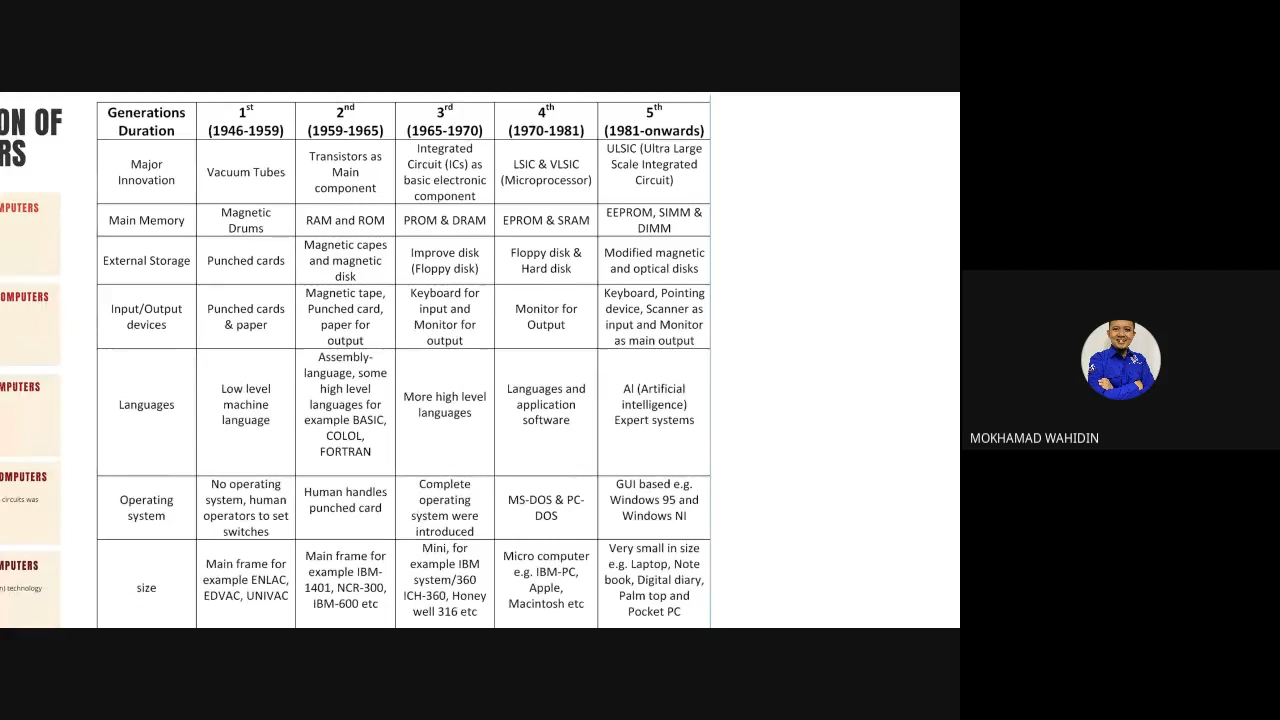 ON OF
RS
MPUTERS
OMPUTERS
MPUTERS
OMPUTERS
circuits was
MPUTERS
n) technology
Generations
Duration
1st
(1946-1959)
2nd
(1959-1965)
3rd
(1965-1970)
4th
(1970-1981)
5th
(1981-onwards)
Major
Innovation
Vacuum Tubes
Transistors as
Main
component
Integrated
Circuit (ICs) as
basic electronic
component
LSIC & VLSIC
(Microprocessor)
ULSIC (Ultra Large
Scale Integrated
Circuit)
Main Memory
Magnetic
Drums
RAM and ROM
PROM & DRAM
EPROM & SRAM
EEPROM, SIMM &
DIMM
External Storage
Punched cards
Magnetic capes
and magnetic
disk
Improve disk
(Floppy disk)
Floppy disk &
Hard disk
Modified magnetic
and optical disks
Input/Output
devices
Punched cards
& paper
Magnetic tape,
Punched card,
paper for
output
Keyboard for
input and
Monitor for
output
Monitor for
Output
Keyboard, Pointing
device, Scanner as
input and Monitor
as main output
Languages
Low level
machine
language
Assembly-
language, some
high level
languages for
example BASIC,
COLOL,
FORTRAN
More high level
languages
Languages and
application
software
AI (Artificial
intelligence)
Expert systems
Operating
system
No operating
system, human
operators to set
switches
Human handles
punched card
Complete
operating
system were
introduced
MS-DOS & PC-
DOS
GUI based e.g.
Windows 95 and
Windows NI
size
Main frame for
example ENLAC,
EDVAC, UNIVAC
Main frame for
example IBM-
1401, NCR-300,
IBM-600 etc
Mini, for
example IBM
system/360
ICH-360, Honey
well 316 etc
Micro computer
e.g. IBM-PC,
Apple,
Macintosh etc
Very small in size
e.g. Laptop, Note
book, Digital diary,
Palm top and
Pocket PC
MOKHAMAD WAHIDIN